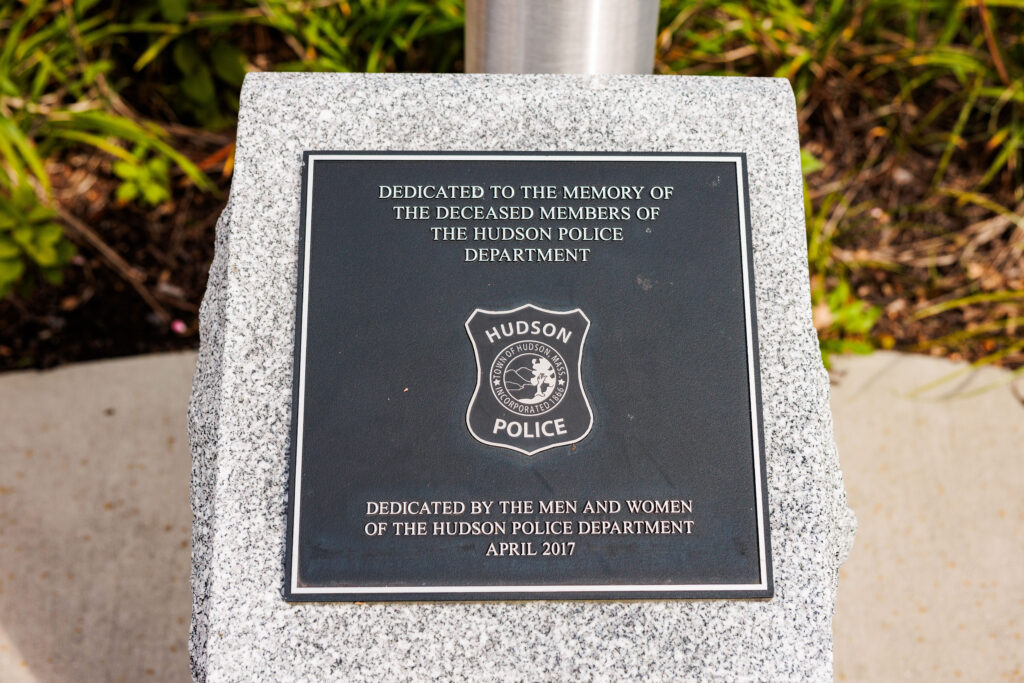 DEDICATED TO THE MEMORY OF
THE DECEASED MEMBERS OF
THE HUDSON POLICE
DEPARTMENT
HUDSON
TOWN OF HUDSON, MASS.
INCORPORATED 1866
POLICE
DEDICATED BY THE MEN AND WOMEN
OF THE HUDSON POLICE DEPARTMENT
APRIL 2017